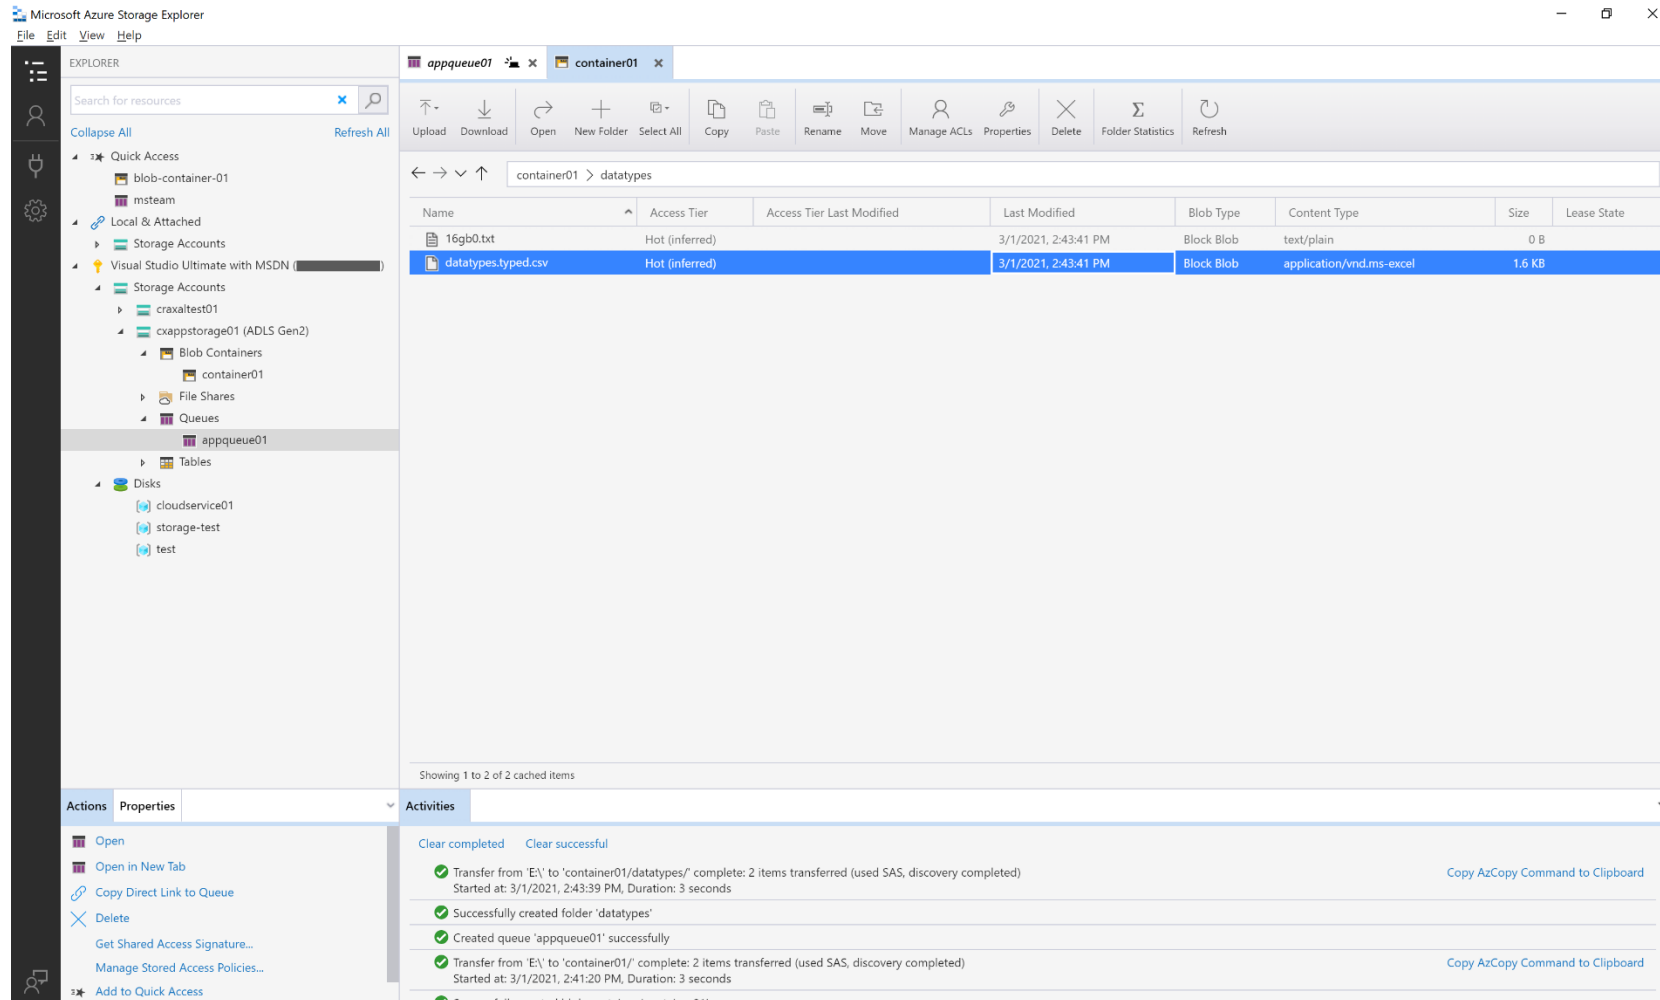 Microsoft Azure Storage Explorer
File Edit View Help
EXPLORER
Search for resources
Collapse All Refresh All
Quick Access
blob-container-01
msteam
Local & Attached
Storage Accounts
Visual Studio Ultimate with MSDN ( )
Storage Accounts
craxaltest01
cxappstorage01 (ADLS Gen2)
Blob Containers
container01
File Shares
Queues
appqueue01
Tables
Disks
cloudservice01
storage-test
test
Actions Properties
Open
Open in New Tab
Copy Direct Link to Queue
Delete
Get Shared Access Signature...
Manage Stored Access Policies...
Add to Quick Access
appqueue01 container01
Upload Download Open New Folder Select All Copy Paste Rename Move Manage ACLs Properties Delete Folder Statistics Refresh
container01 > datatypes
Name Access Tier Access Tier Last Modified Last Modified Blob Type Content Type Size Lease State
16gb0.txt Hot (inferred) 3/1/2021, 2:43:41 PM Block Blob text/plain 0 B
datatypes.typed.csv Hot (inferred) 3/1/2021, 2:43:41 PM Block Blob application/vnd.ms-excel 1.6 KB
Showing 1 to 2 of 2 cached items
Activities
Clear completed Clear successful
Transfer from 'E:\' to 'container01/datatypes/' complete: 2 items transferred (used SAS, discovery completed) Copy AzCopy Command to Clipboard
Started at: 3/1/2021, 2:43:39 PM, Duration: 3 seconds
Successfully created folder 'datatypes'
Created queue 'appqueue01' successfully
Transfer from 'E:\' to 'container01/' complete: 2 items transferred (used SAS, discovery completed) Copy AzCopy Command to Clipboard
Started at: 3/1/2021, 2:41:20 PM, Duration: 3 seconds